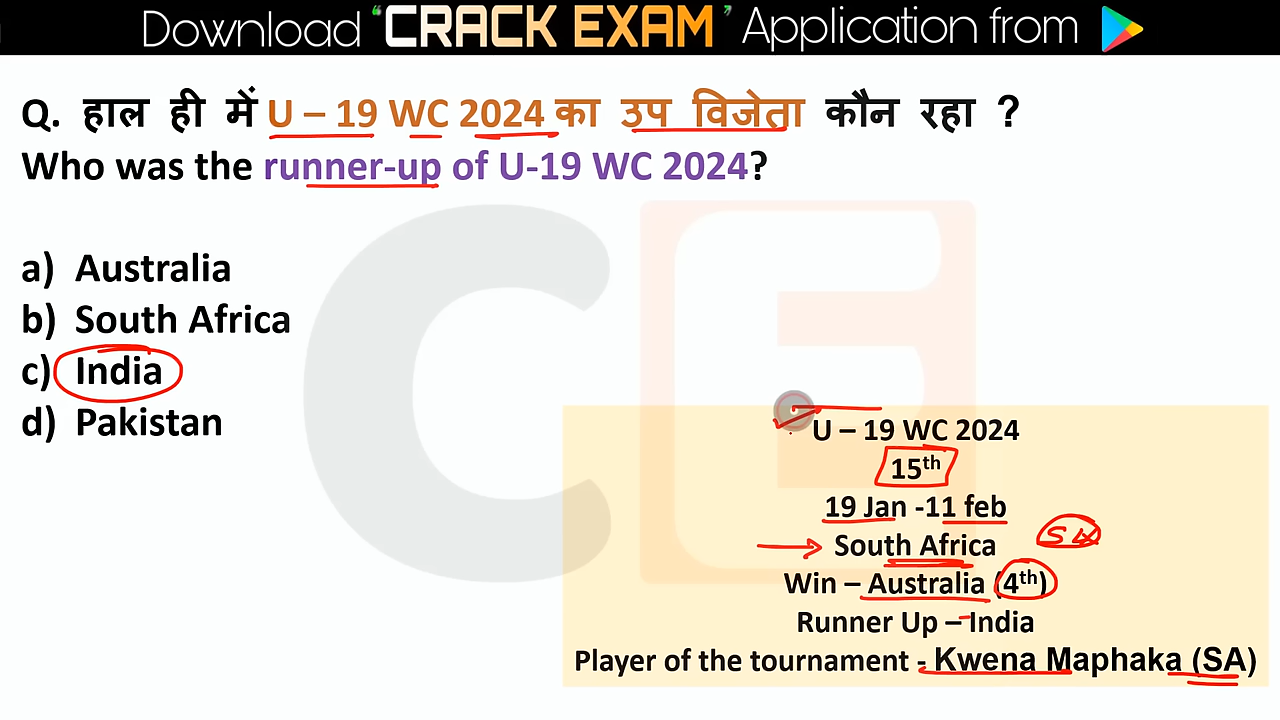 Download “CRACK EXAM” Application from
Q. हाल ही में U – 19 WC 2024 का उप विजेता कौन रहा ?
Who was the runner-up of U-19 WC 2024?
a) Australia
b) South Africa
c) India
d) Pakistan
U – 19 WC 2024
15th
19 Jan -11 feb
South Africa
Win – Australia (4th)
Runner Up – India
Player of the tournament - Kwena Maphaka (SA)
CE